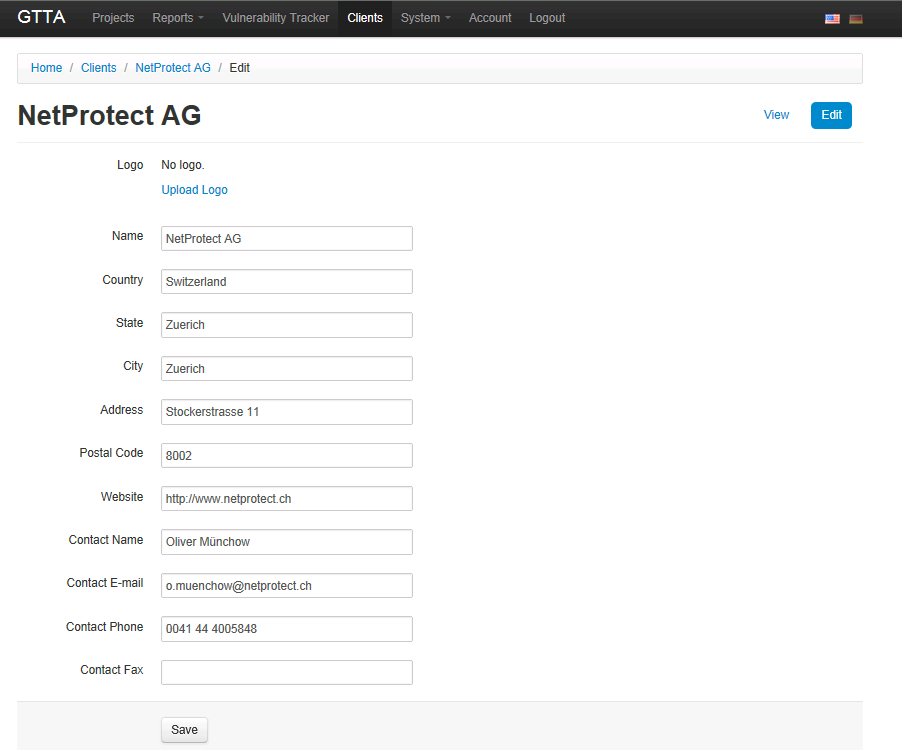 GTTA Projects Reports Vulnerability Tracker Clients System Account Logout
Home / Clients / NetProtect AG / Edit
NetProtect AG View Edit
Logo No logo.
Upload Logo
Name NetProtect AG
Country Switzerland
State Zuerich
City Zuerich
Address Stockerstrasse 11
Postal Code 8002
Website http://www.netprotect.ch
Contact Name Oliver Münchow
Contact E-mail o.muenchow@netprotect.ch
Contact Phone 0041 44 4005848
Contact Fax
Save